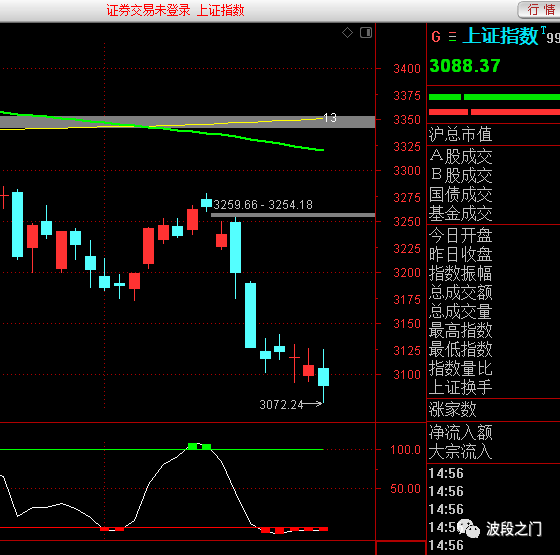 证券交易未登录 上证指数
行 情
G 上证指数 T 99
3088.37
3400
3375
3350
3325
3300
3275
3250
3225
3200
3175
3150
3125
3100
13
3259.66 - 3254.18
3072.24
100.0
50.00
沪总市值
A股成交
B股成交
国债成交
基金成交
今日开盘
昨日收盘
指数振幅
总成交额
总成交量
最高指数
最低指数
指数量比
上证换手
涨家数
净流入额
大宗流入
14:56
14:56
14:56
14:56
14:56
波段之门